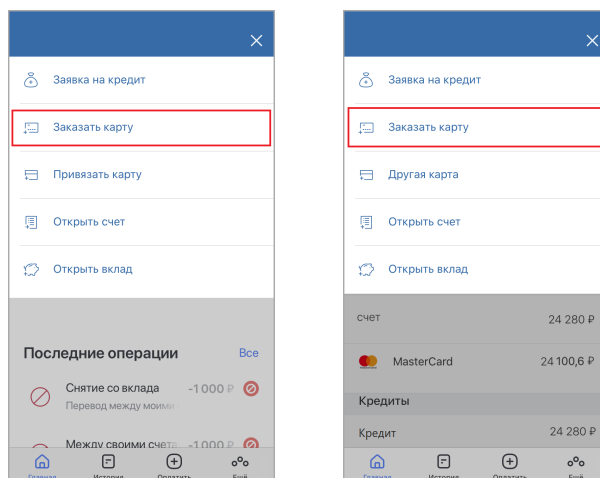 Заявка на кредит
Заказать карту
Привязать карту
Открыть счет
Открыть вклад
Последние операции Все
Снятие со вклада -1 000 ₽
Перевод между моими
Между своими счета -1 000 ₽
Главная История Оплатить Ещё
Заявка на кредит
Заказать карту
Другая карта
Открыть счет
Открыть вклад
счет 24 280 ₽
MasterCard 24 100,6 ₽
Кредиты
Кредит 24 280 ₽
Главная История Оплатить Ещё